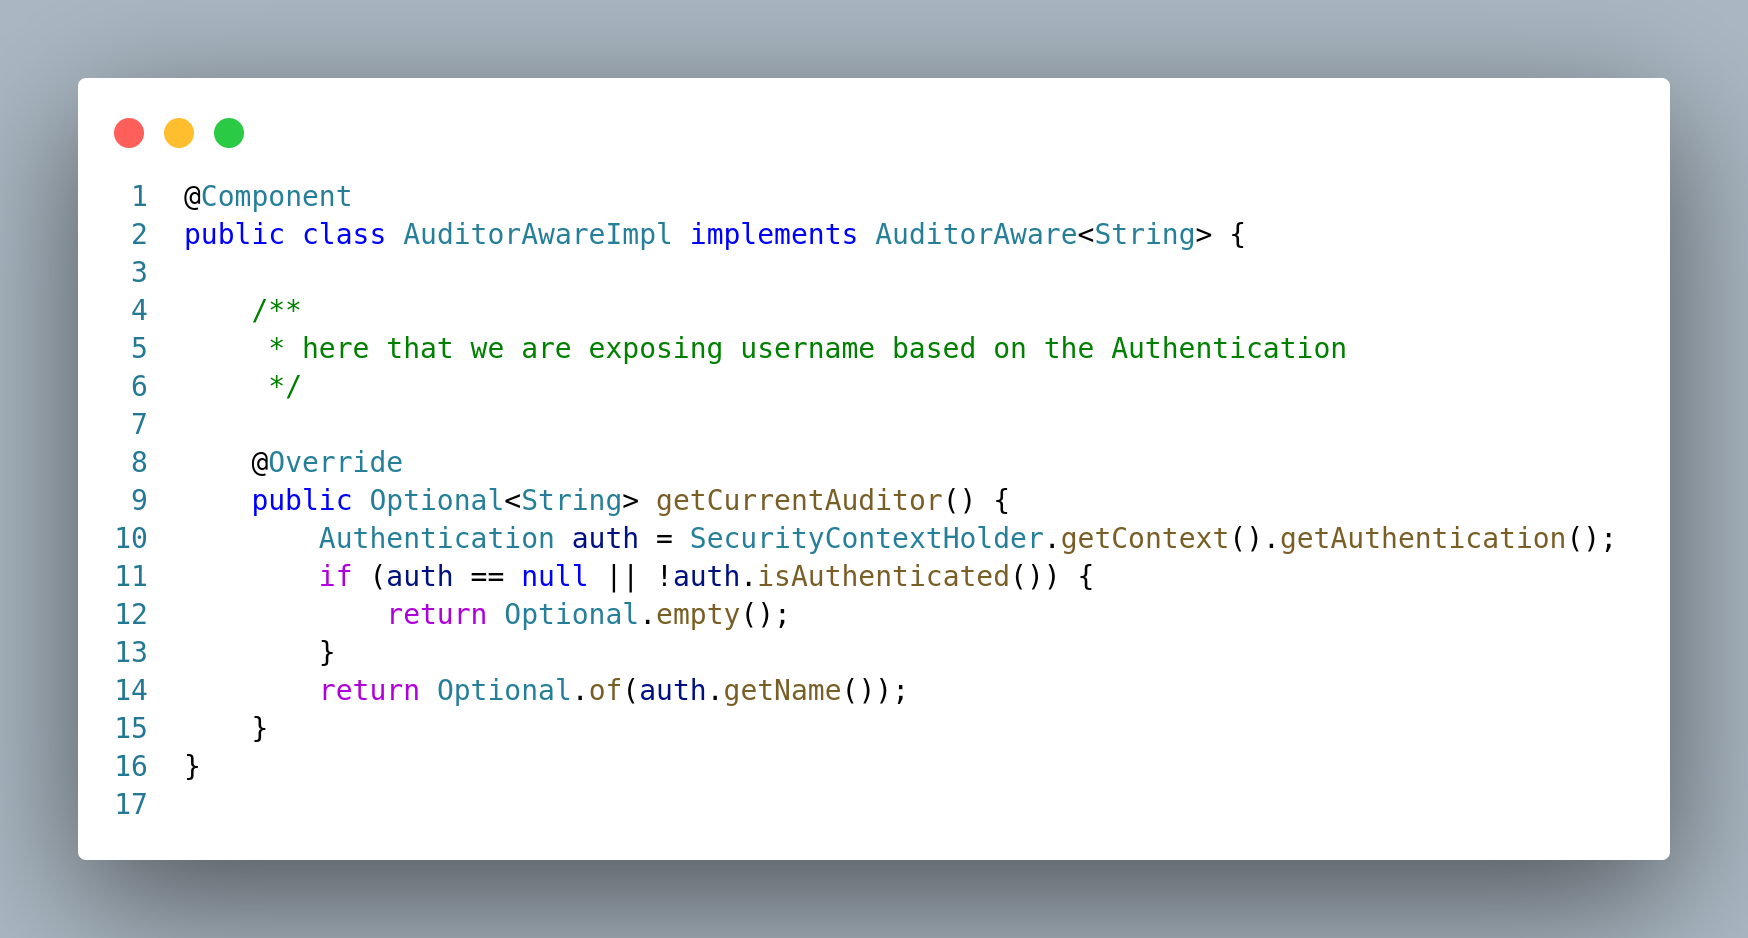 1 @Component
2 public class AuditorAwareImpl implements AuditorAware<String> {
3
4     /**
5      * here that we are exposing username based on the Authentication
6      */
7
8     @Override
9     public Optional<String> getCurrentAuditor() {
10         Authentication auth = SecurityContextHolder.getContext().getAuthentication();
11         if (auth == null || !auth.isAuthenticated()) {
12             return Optional.empty();
13         }
14         return Optional.of(auth.getName());
15     }
16 }
17